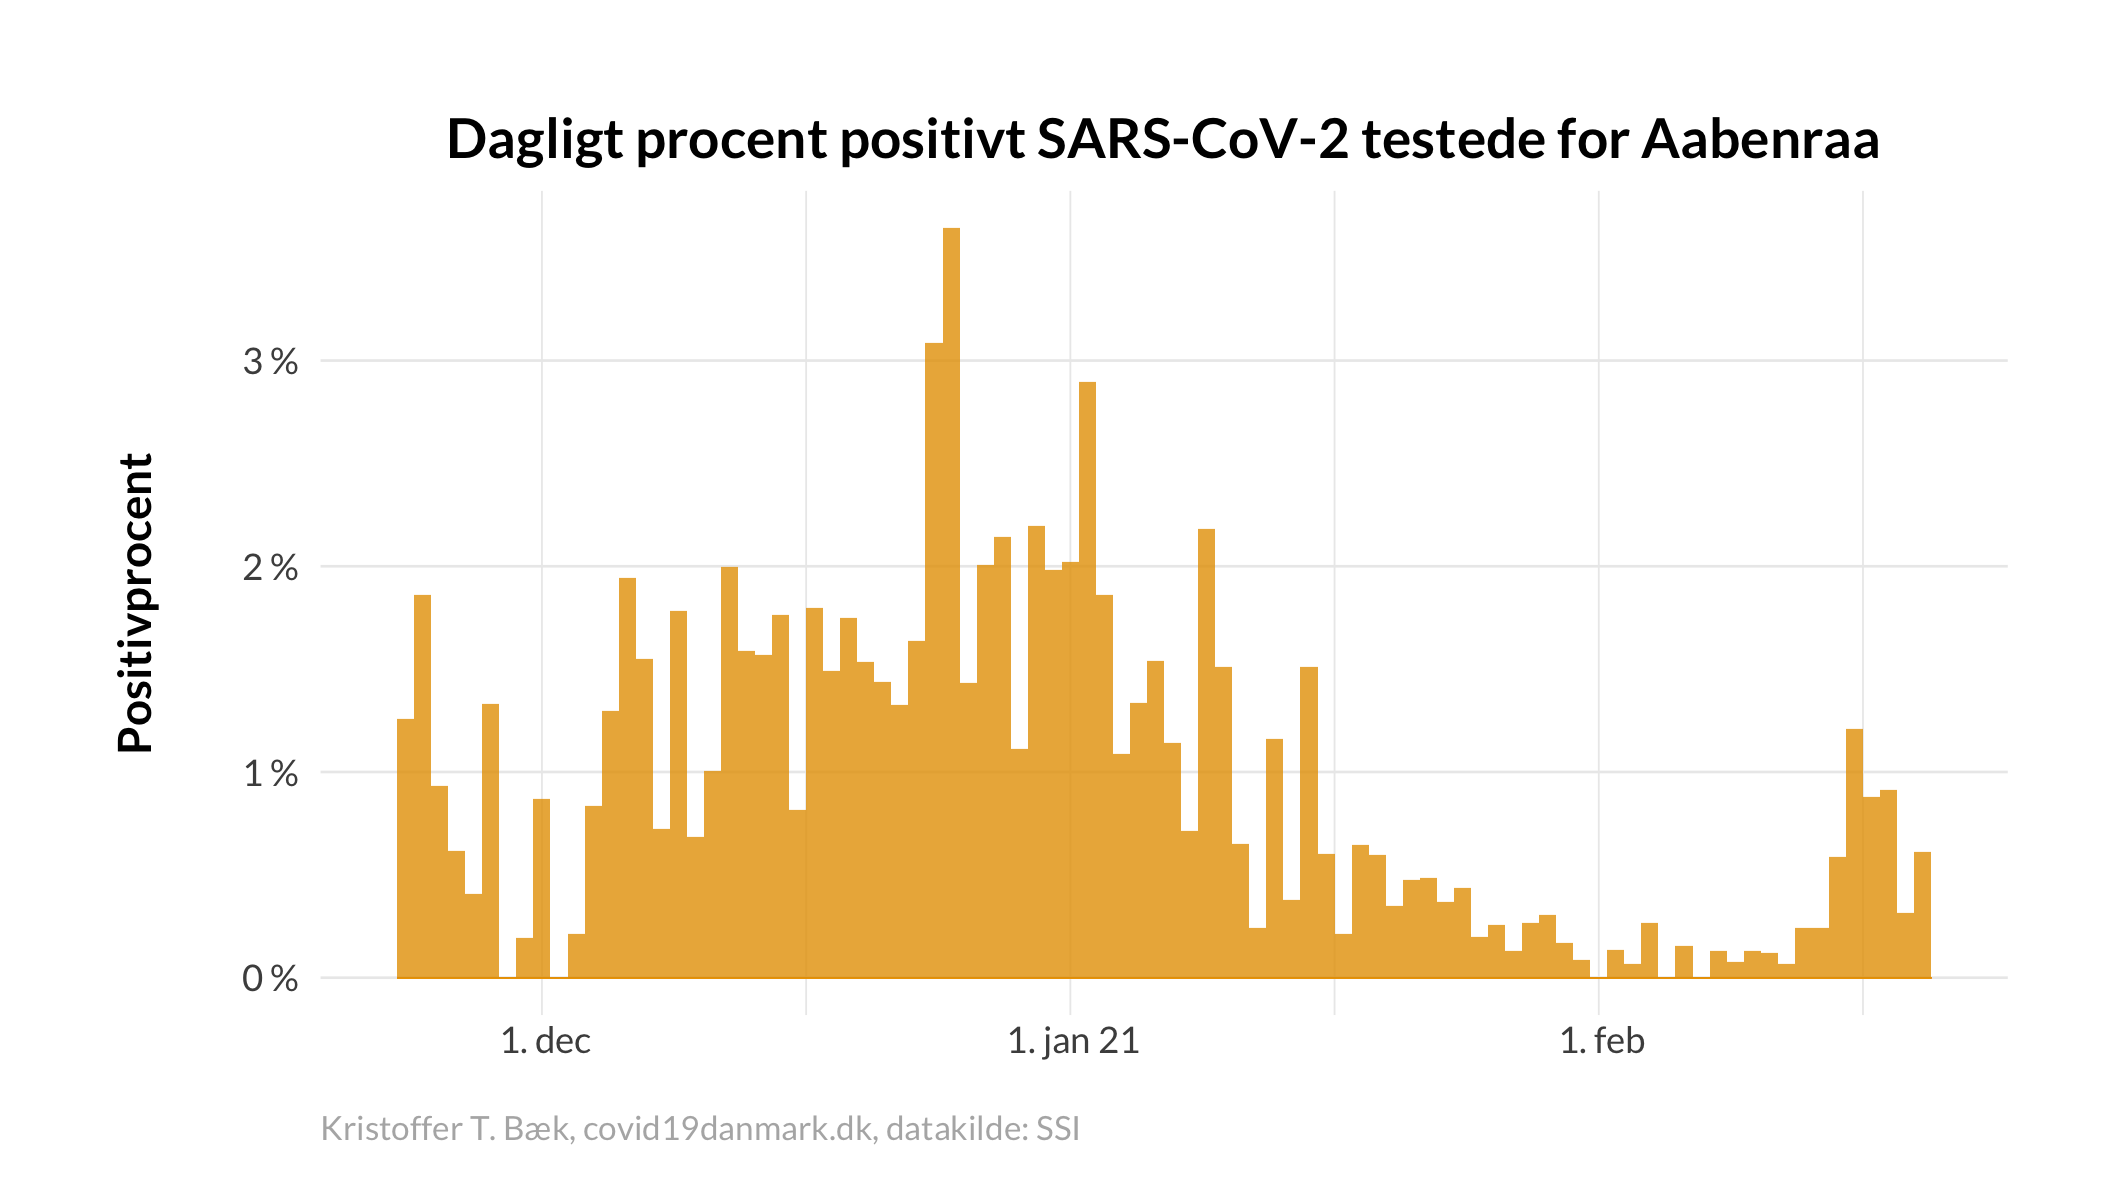 Dagligt procent positivt SARS-CoV-2 testede for Aabenraa
Positivprocent
3 %
2 %
1 %
0 %
1. dec
1. jan 21
1. feb
Kristoffer T. Bæk, covid19danmark.dk, datakilde: SSI